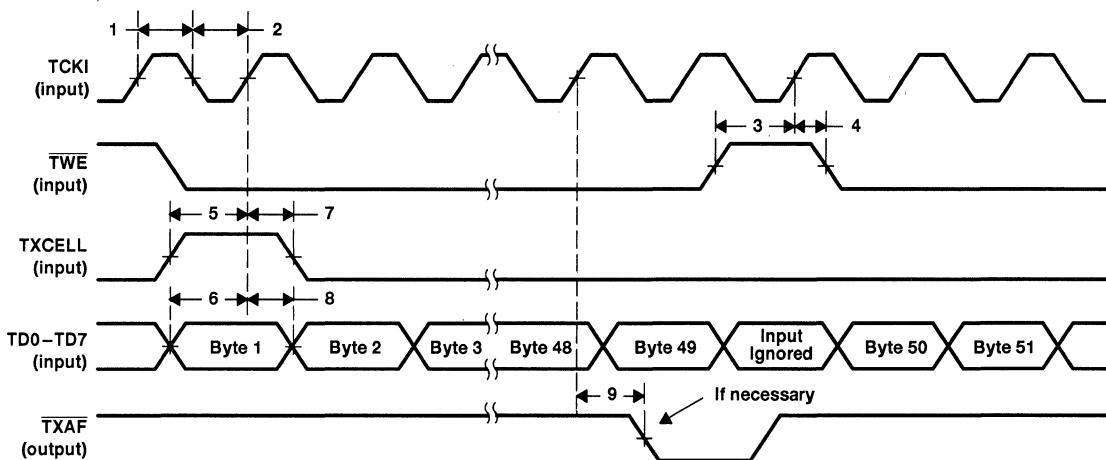 1 2
TCKI
(input)
3 4
TWE
(input)
5 7
TXCELL
(input)
6 8
TD0–TD7
(input)
Byte 1 Byte 2 Byte 3 Byte 48 Byte 49 Input Ignored Byte 50 Byte 51
9 If necessary
TXAF
(output)